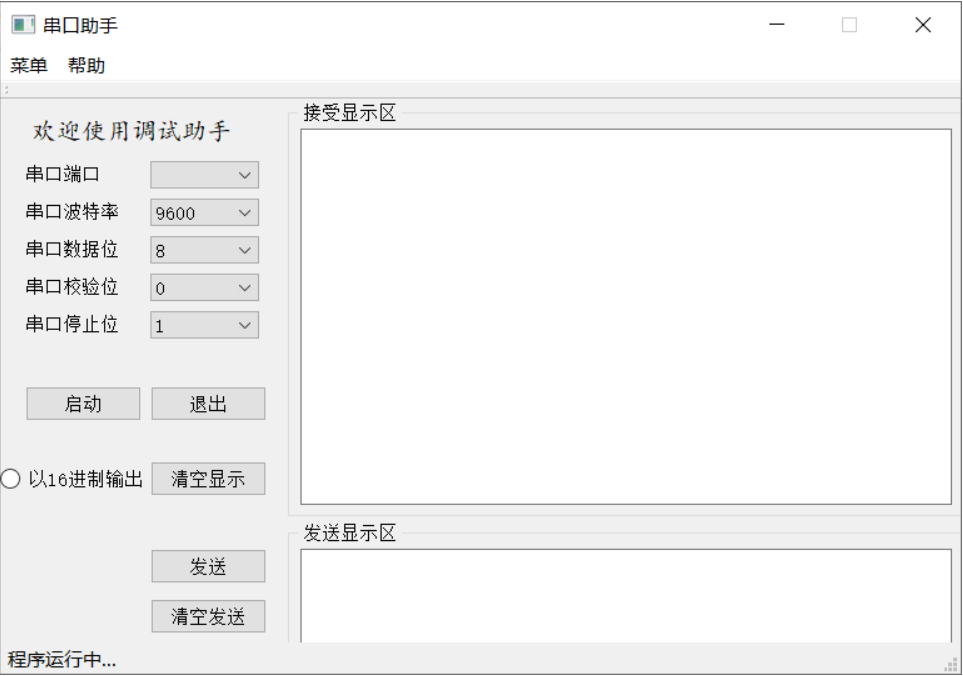 串口助手
菜单 帮助
欢迎使用调试助手
串口端口
串口波特率 9600
串口数据位 8
串口校验位 0
串口停止位 1
启动 退出
以16进制输出 清空显示
发送
清空发送
接受显示区
发送显示区
程序运行中...